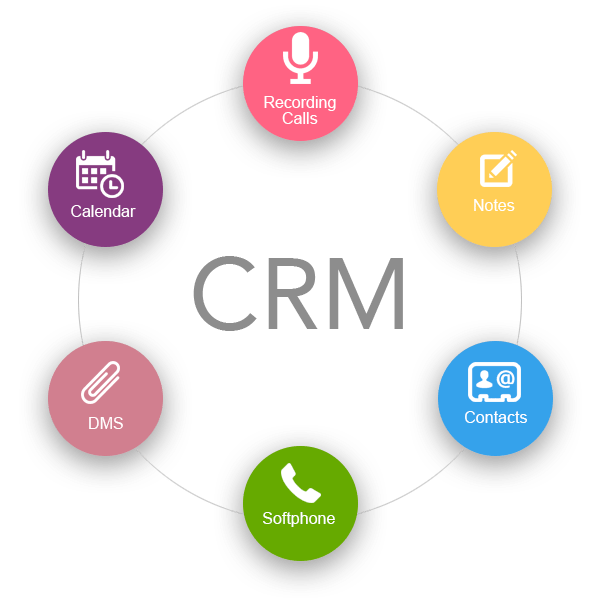 Recording
Calls
Calendar
Notes
CRM
DMS
Contacts
Softphone